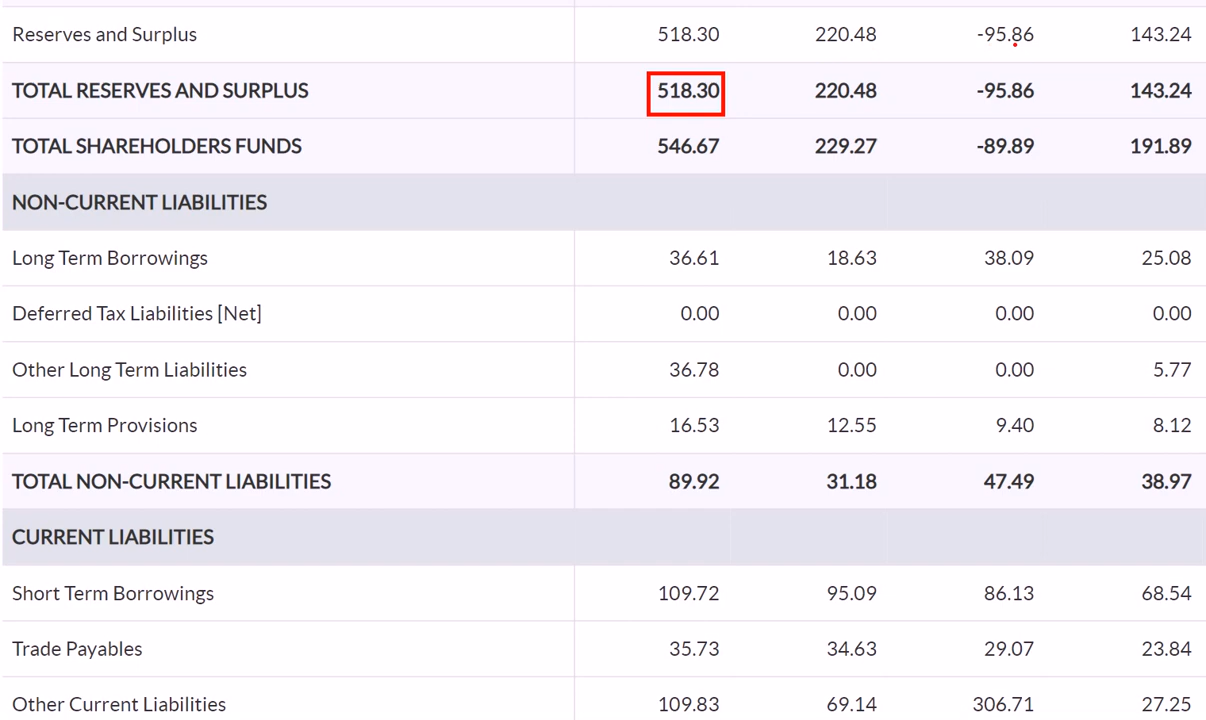 Reserves and Surplus 518.30 220.48 -95.86 143.24
TOTAL RESERVES AND SURPLUS 518.30 220.48 -95.86 143.24
TOTAL SHAREHOLDERS FUNDS 546.67 229.27 -89.89 191.89
NON-CURRENT LIABILITIES
Long Term Borrowings 36.61 18.63 38.09 25.08
Deferred Tax Liabilities [Net] 0.00 0.00 0.00 0.00
Other Long Term Liabilities 36.78 0.00 0.00 5.77
Long Term Provisions 16.53 12.55 9.40 8.12
TOTAL NON-CURRENT LIABILITIES 89.92 31.18 47.49 38.97
CURRENT LIABILITIES
Short Term Borrowings 109.72 95.09 86.13 68.54
Trade Payables 35.73 34.63 29.07 23.84
Other Current Liabilities 109.83 69.14 306.71 27.25